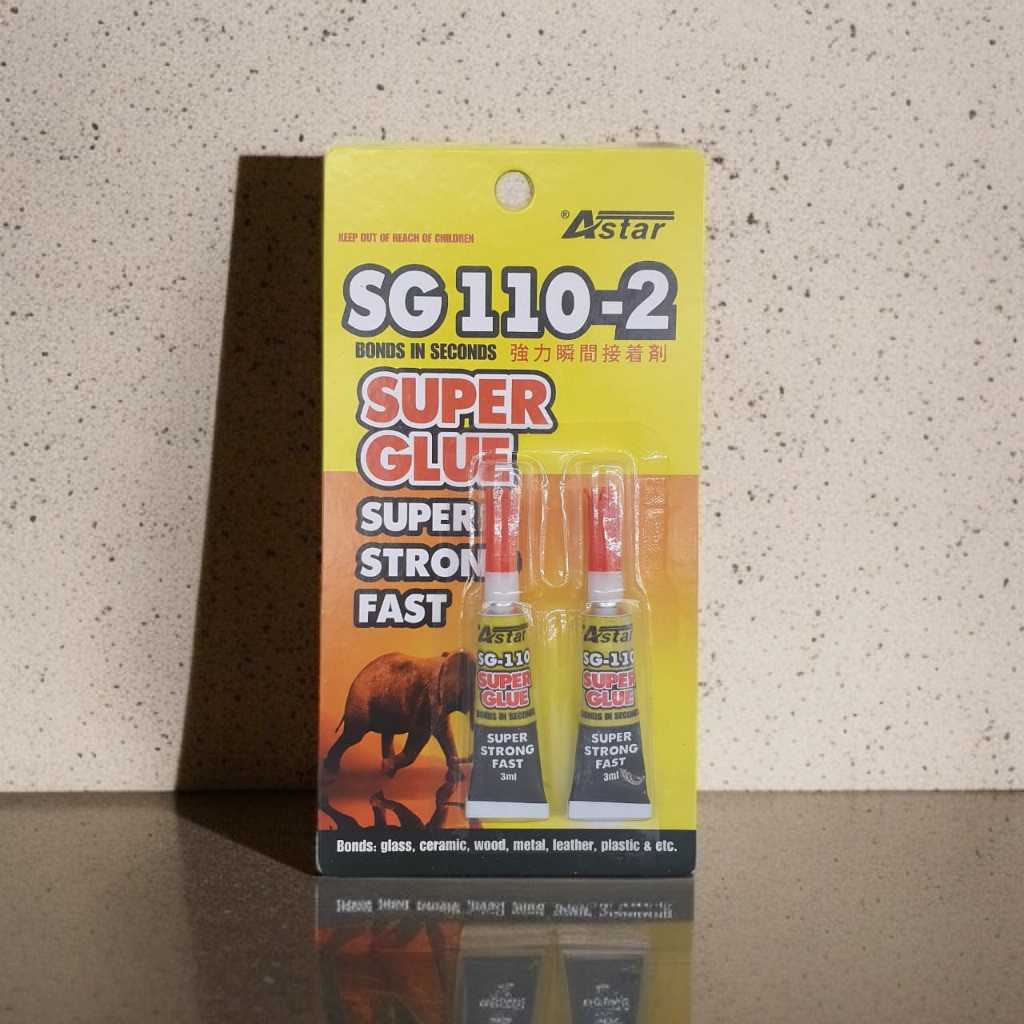 ®Astar
KEEP OUT OF REACH OF CHILDREN
SG 110-2
BONDS IN SECONDS 強力瞬間接着剤
SUPER
GLUE
SUPER
STRONG
FAST
Astar
SG-110
SUPER
GLUE
BONDS IN SECONDS
SUPER
STRONG
FAST
3ml
Astar
SG-110
SUPER
GLUE
BONDS IN SECONDS
SUPER
STRONG
FAST
3ml
Bonds: glass, ceramic, wood, metal, leather, plastic & etc.